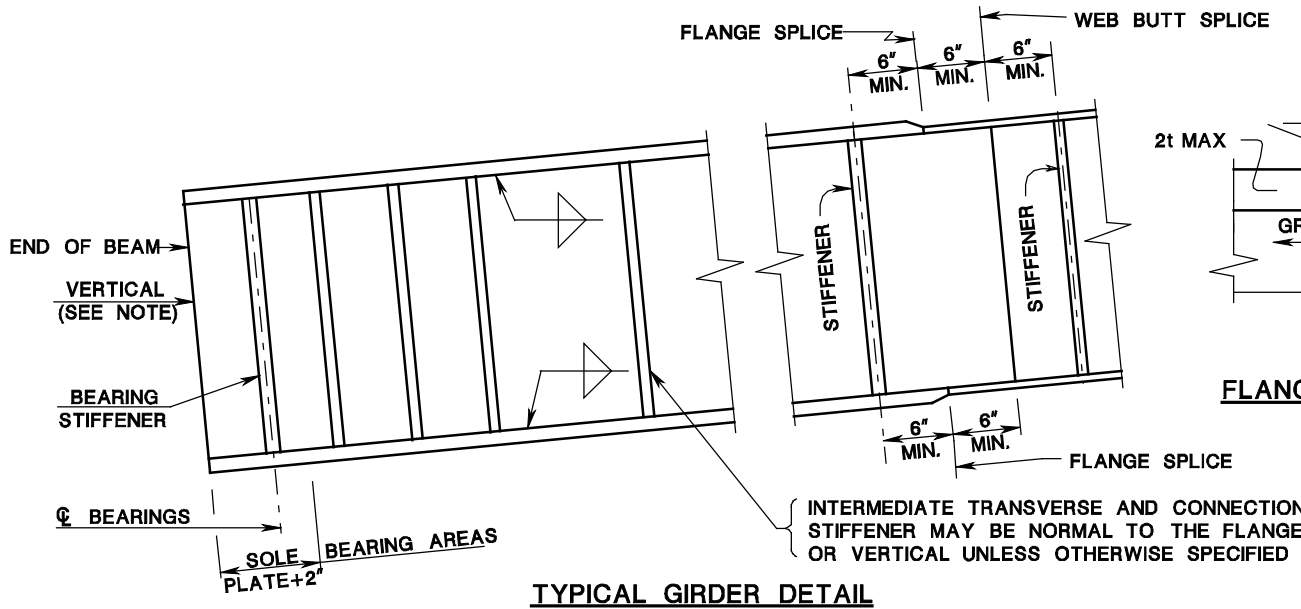 FLANGE SPLICE
WEB BUTT SPLICE
6"
MIN.
6"
MIN.
6"
MIN.
2t MAX
END OF BEAM
VERTICAL
(SEE NOTE)
STIFFENER
STIFFENER
BEARING
STIFFENER
6"
MIN.
6"
MIN.
FLANGE SPLICE
℄ BEARINGS
SOLE
PLATE+2"
BEARING AREAS
INTERMEDIATE TRANSVERSE AND CONNECTION
STIFFENER MAY BE NORMAL TO THE FLANGE
OR VERTICAL UNLESS OTHERWISE SPECIFIED
TYPICAL GIRDER DETAIL